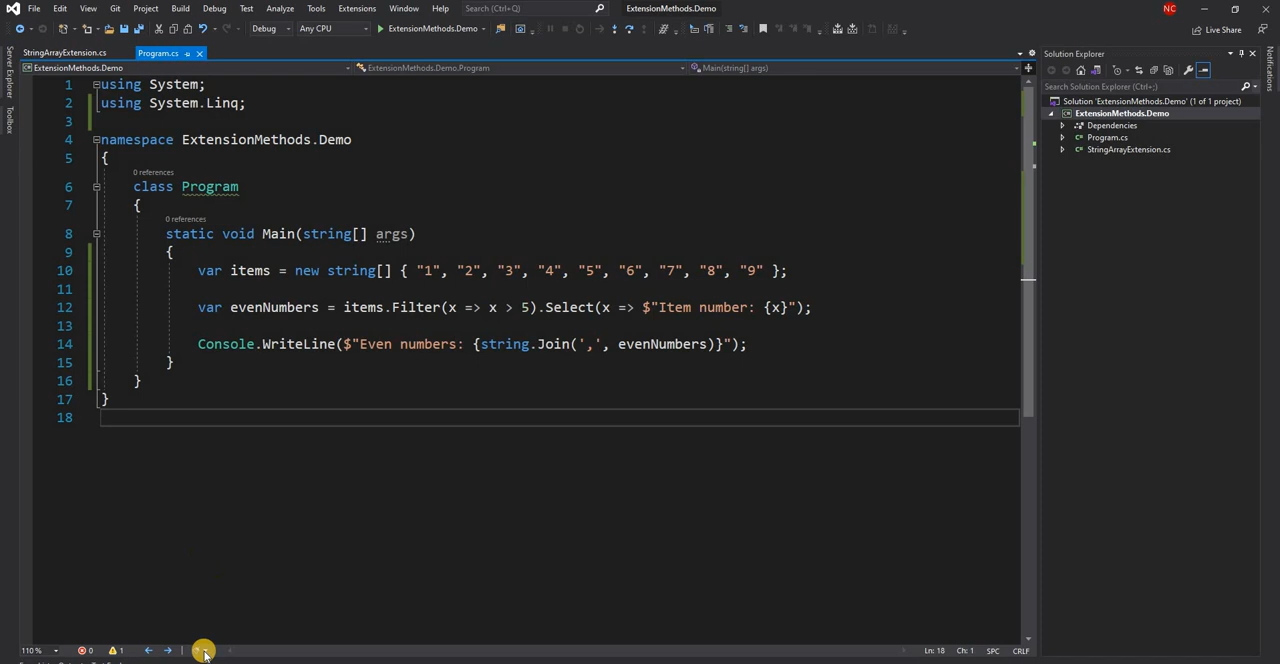 File Edit View Git Project Build Debug Test Analyze Tools Extensions Window Help Search (Ctrl+Q) ExtensionMethods.Demo NC
Debug Any CPU ExtensionMethods.Demo Live Share
Server Explorer
Toolbox
StringArrayExtension.cs Program.cs
ExtensionMethods.Demo ExtensionMethods.Demo.Program Main(string[] args)
1 using System;
2 using System.Linq;
3
4 namespace ExtensionMethods.Demo
5 {
0 references
6 class Program
7 {
0 references
8 static void Main(string[] args)
9 {
10 var items = new string[] { "1", "2", "3", "4", "5", "6", "7", "8", "9" };
11
12 var evenNumbers = items.Filter(x => x > 5).Select(x => $"Item number: {x}");
13
14 Console.WriteLine($"Even numbers: {string.Join(',', evenNumbers)}");
15 }
16 }
17 }
18
110 % 0 1 Ln: 18 Ch: 1 SPC CRLF
Solution Explorer
Search Solution Explorer (Ctrl+;)
Solution 'ExtensionMethods.Demo' (1 of 1 project)
ExtensionMethods.Demo
Dependencies
Program.cs
StringArrayExtension.cs
Notifications